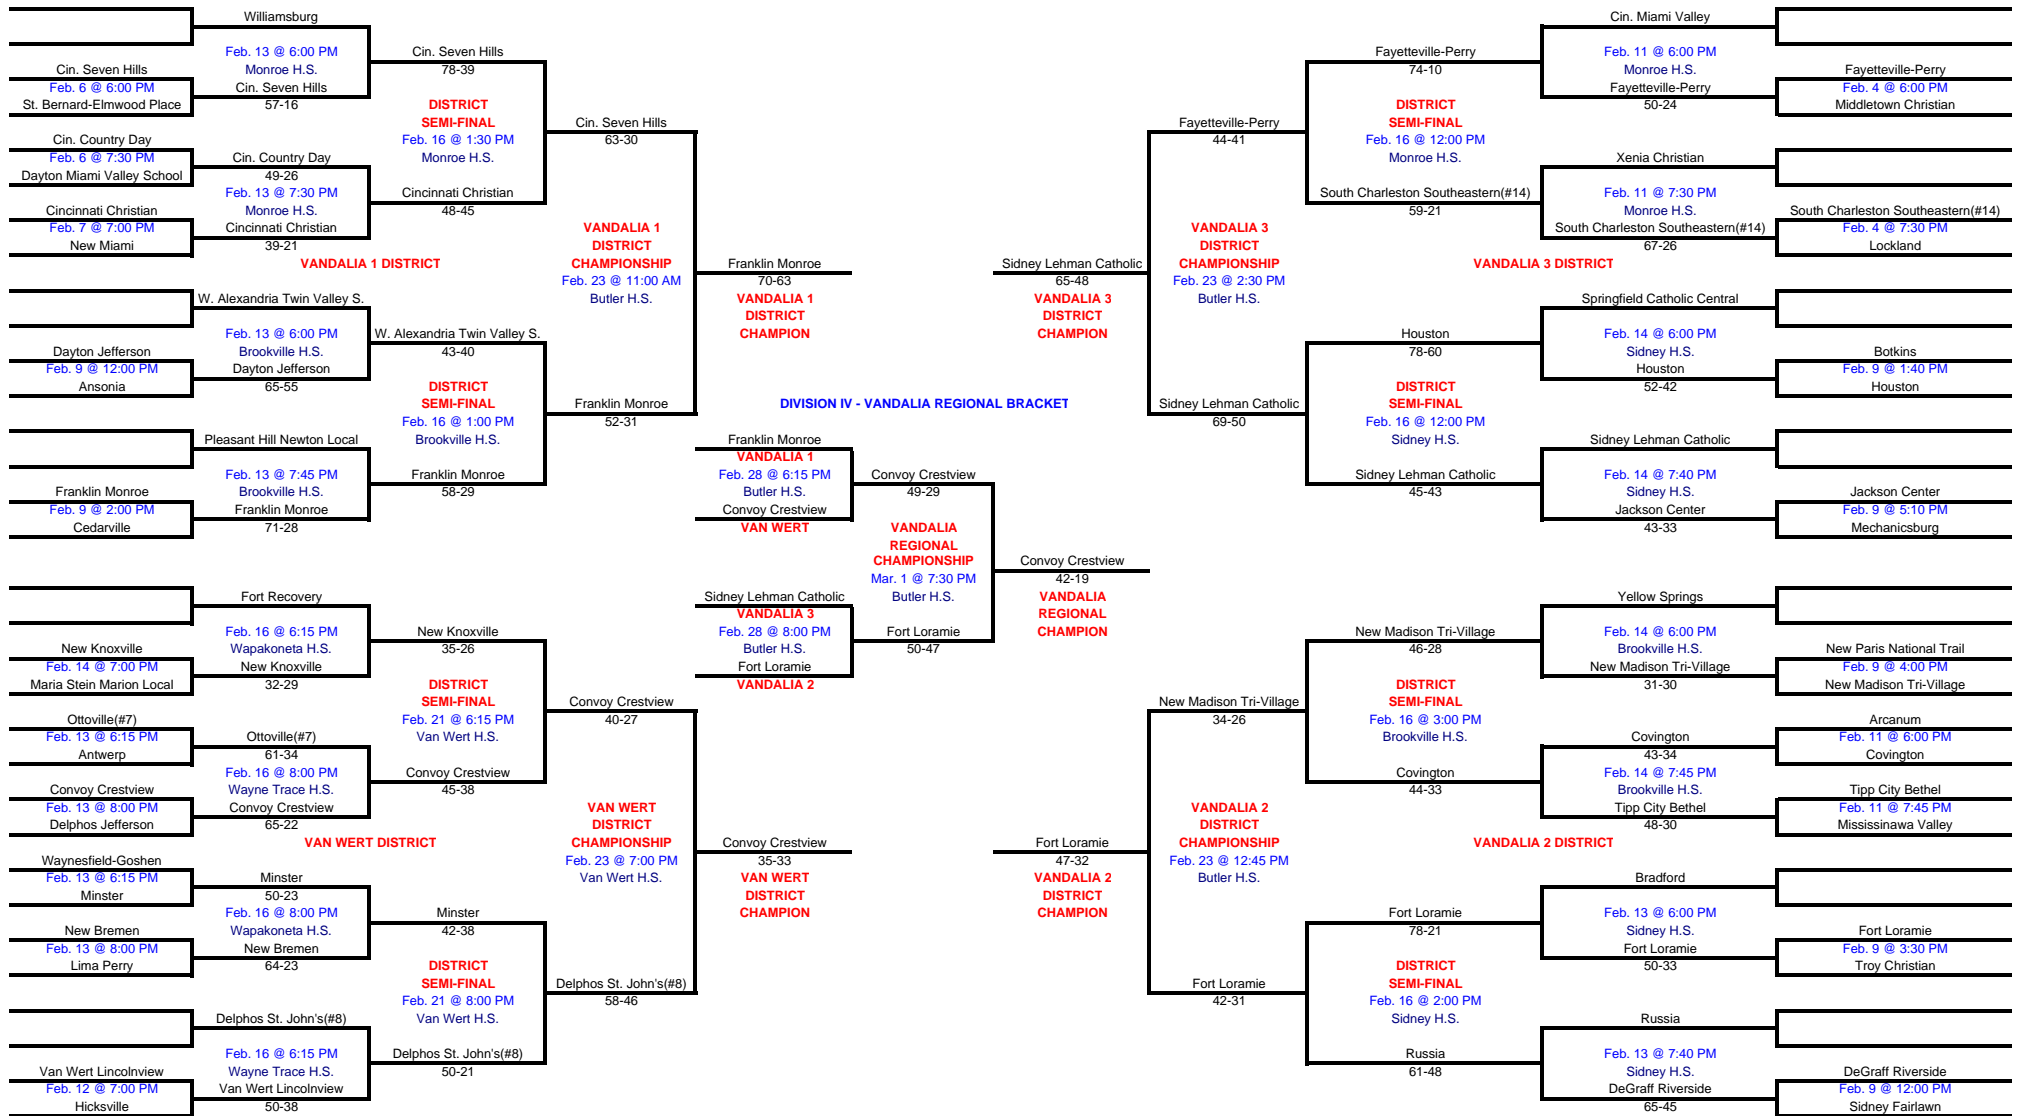 Williamsburg
Feb. 13 @ 6:00 PM
Monroe H.S.
Cin. Seven Hills
78-39
Cin. Seven Hills
Feb. 6 @ 6:00 PM
St. Bernard-Elmwood Place
Cin. Seven Hills
57-16
DISTRICT
SEMI-FINAL
Feb. 16 @ 1:30 PM
Monroe H.S.
Cin. Seven Hills
63-30
Cin. Country Day
Feb. 6 @ 7:30 PM
Dayton Miami Valley School
Cin. Country Day
49-26
Feb. 13 @ 7:30 PM
Monroe H.S.
Cincinnati Christian
48-45
Cincinnati Christian
Feb. 7 @ 7:00 PM
New Miami
Cincinnati Christian
39-21
VANDALIA 1
DISTRICT
CHAMPIONSHIP
Feb. 23 @ 11:00 AM
Butler H.S.
VANDALIA 1 DISTRICT
Franklin Monroe
70-63
VANDALIA 1
DISTRICT
CHAMPION
W. Alexandria Twin Valley S.
Feb. 13 @ 6:00 PM
Brookville H.S.
W. Alexandria Twin Valley S.
43-40
Dayton Jefferson
Feb. 9 @ 12:00 PM
Ansonia
Dayton Jefferson
65-55
DISTRICT
SEMI-FINAL
Feb. 16 @ 1:00 PM
Brookville H.S.
Franklin Monroe
52-31
Pleasant Hill Newton Local
Feb. 13 @ 7:45 PM
Brookville H.S.
Franklin Monroe
58-29
Franklin Monroe
Feb. 9 @ 2:00 PM
Cedarville
Franklin Monroe
71-28
Cin. Miami Valley
Feb. 11 @ 6:00 PM
Monroe H.S.
Fayetteville-Perry
74-10
Fayetteville-Perry
Feb. 4 @ 6:00 PM
Middletown Christian
Fayetteville-Perry
50-24
DISTRICT
SEMI-FINAL
Feb. 16 @ 12:00 PM
Monroe H.S.
Fayetteville-Perry
44-41
Xenia Christian
Feb. 11 @ 7:30 PM
Monroe H.S.
South Charleston Southeastern(#14)
59-21
South Charleston Southeastern(#14)
Feb. 4 @ 7:30 PM
Lockland
South Charleston Southeastern(#14)
67-26
VANDALIA 3
DISTRICT
CHAMPIONSHIP
Feb. 23 @ 2:30 PM
Butler H.S.
VANDALIA 3 DISTRICT
Sidney Lehman Catholic
65-48
VANDALIA 3
DISTRICT
CHAMPION
Springfield Catholic Central
Feb. 14 @ 6:00 PM
Sidney H.S.
Houston
78-60
Botkins
Feb. 9 @ 1:40 PM
Houston
Houston
52-42
DISTRICT
SEMI-FINAL
Feb. 16 @ 12:00 PM
Sidney H.S.
Sidney Lehman Catholic
69-50
Sidney Lehman Catholic
Feb. 14 @ 7:40 PM
Sidney H.S.
Sidney Lehman Catholic
45-43
Jackson Center
Feb. 9 @ 5:10 PM
Mechanicsburg
Jackson Center
43-33
DIVISION IV - VANDALIA REGIONAL BRACKET
Franklin Monroe
VANDALIA 1
Feb. 28 @ 6:15 PM
Butler H.S.
Convoy Crestview
VAN WERT
Convoy Crestview
49-29
VANDALIA
REGIONAL
CHAMPIONSHIP
Mar. 1 @ 7:30 PM
Butler H.S.
Convoy Crestview
42-19
VANDALIA
REGIONAL
CHAMPION
Sidney Lehman Catholic
VANDALIA 3
Feb. 28 @ 8:00 PM
Butler H.S.
Fort Loramie
VANDALIA 2
Fort Loramie
50-47
Fort Recovery
Feb. 16 @ 6:15 PM
Wapakoneta H.S.
New Knoxville
35-26
New Knoxville
Feb. 14 @ 7:00 PM
Maria Stein Marion Local
New Knoxville
32-29
DISTRICT
SEMI-FINAL
Feb. 21 @ 6:15 PM
Van Wert H.S.
Convoy Crestview
40-27
Ottoville(#7)
Feb. 13 @ 6:15 PM
Antwerp
Ottoville(#7)
61-34
Feb. 16 @ 8:00 PM
Wayne Trace H.S.
Convoy Crestview
45-38
Convoy Crestview
Feb. 13 @ 8:00 PM
Delphos Jefferson
Convoy Crestview
65-22
VAN WERT
DISTRICT
CHAMPIONSHIP
Feb. 23 @ 7:00 PM
Van Wert H.S.
VAN WERT DISTRICT
Convoy Crestview
35-33
VAN WERT
DISTRICT
CHAMPION
Waynesfield-Goshen
Feb. 13 @ 6:15 PM
Minster
Minster
50-23
Feb. 16 @ 8:00 PM
Wapakoneta H.S.
Minster
42-38
New Bremen
Feb. 13 @ 8:00 PM
Lima Perry
New Bremen
64-23
DISTRICT
SEMI-FINAL
Feb. 21 @ 8:00 PM
Van Wert H.S.
Delphos St. John's(#8)
58-46
Delphos St. John's(#8)
Feb. 16 @ 6:15 PM
Wayne Trace H.S.
Delphos St. John's(#8)
50-21
Van Wert Lincolnview
Feb. 12 @ 7:00 PM
Hicksville
Van Wert Lincolnview
50-38
Yellow Springs
Feb. 14 @ 6:00 PM
Brookville H.S.
New Madison Tri-Village
46-28
New Paris National Trail
Feb. 9 @ 4:00 PM
New Madison Tri-Village
New Madison Tri-Village
31-30
DISTRICT
SEMI-FINAL
Feb. 16 @ 3:00 PM
Brookville H.S.
New Madison Tri-Village
34-26
Arcanum
Feb. 11 @ 6:00 PM
Covington
Covington
43-34
Feb. 14 @ 7:45 PM
Brookville H.S.
Covington
44-33
Tipp City Bethel
Feb. 11 @ 7:45 PM
Mississinawa Valley
Tipp City Bethel
48-30
VANDALIA 2
DISTRICT
CHAMPIONSHIP
Feb. 23 @ 12:45 PM
Butler H.S.
VANDALIA 2 DISTRICT
Fort Loramie
47-32
VANDALIA 2
DISTRICT
CHAMPION
Bradford
Feb. 13 @ 6:00 PM
Sidney H.S.
Fort Loramie
78-21
Fort Loramie
Feb. 9 @ 3:30 PM
Troy Christian
Fort Loramie
50-33
DISTRICT
SEMI-FINAL
Feb. 16 @ 2:00 PM
Sidney H.S.
Fort Loramie
42-31
Russia
Feb. 13 @ 7:40 PM
Sidney H.S.
Russia
61-48
DeGraff Riverside
Feb. 9 @ 12:00 PM
Sidney Fairlawn
DeGraff Riverside
65-45